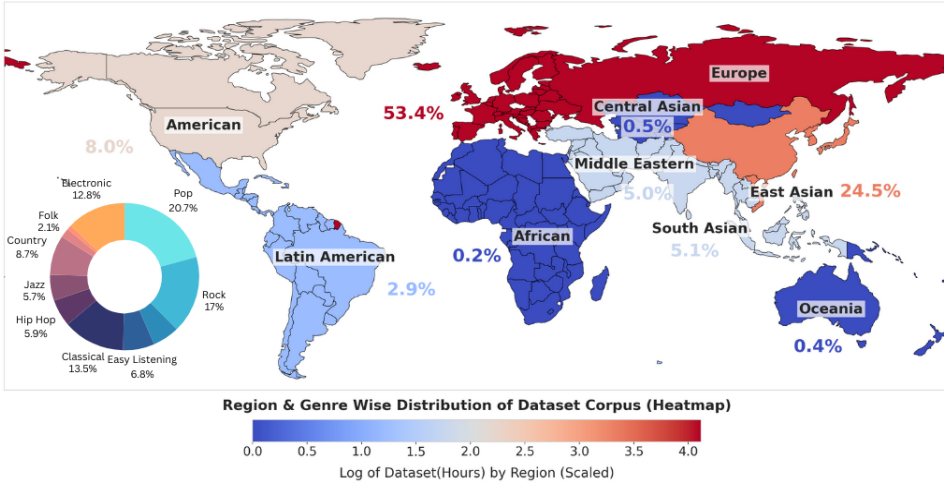 Europe
Central Asian
53.4%
0.5%
American
8.0%
Middle Eastern
5.0%
East Asian 24.5%
South Asian
5.1%
African
0.2%
Latin American
2.9%
Oceania
0.4%
Electronic
12.8%
Pop
20.7%
Folk
2.1%
Country
8.7%
Jazz
5.7%
Hip Hop
5.9%
Classical
13.5%
Easy Listening
6.8%
Rock
17%
Region & Genre Wise Distribution of Dataset Corpus (Heatmap)
0.0 0.5 1.0 1.5 2.0 2.5 3.0 3.5 4.0
Log of Dataset(Hours) by Region (Scaled)